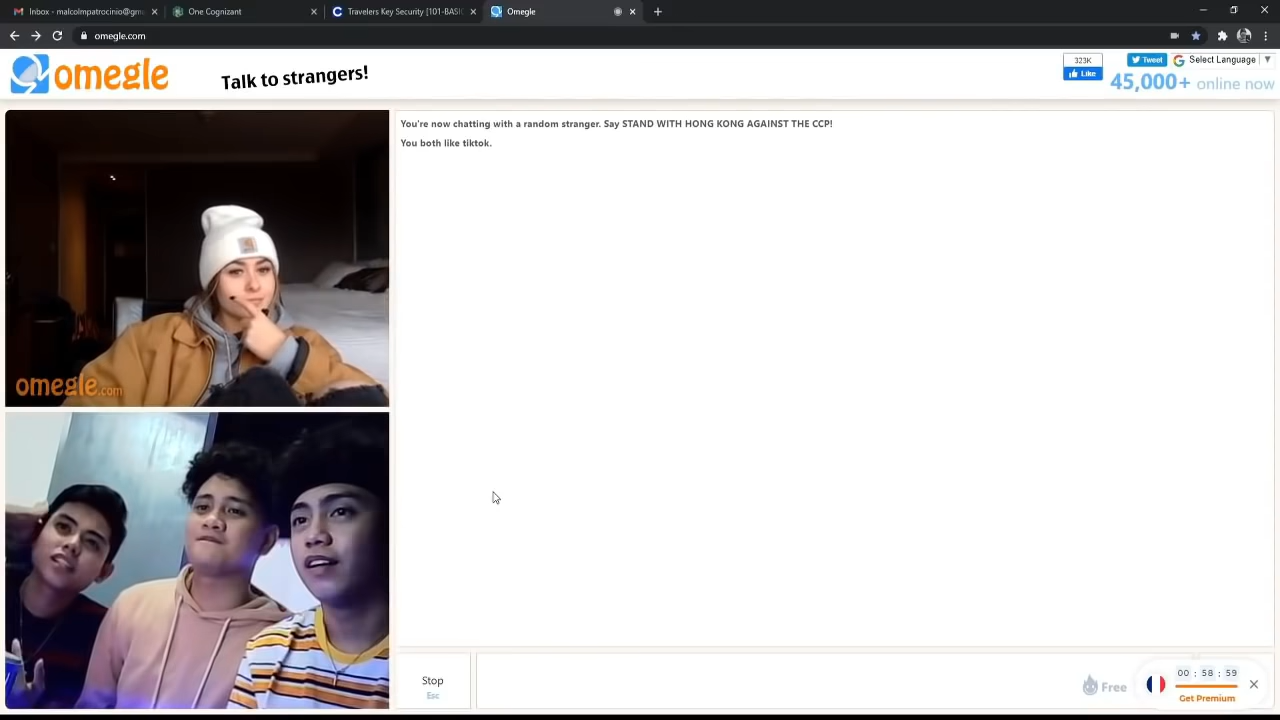 Inbox - malcolmpatrocinio@gm
One Cognizant
Travelers Key Security [101-BASI
Omegle
omegle.com
omegle
Talk to strangers!
323K
Like
Tweet
Select Language
45,000+ online now
You're now chatting with a random stranger. Say STAND WITH HONG KONG AGAINST THE CCP!
You both like tiktok.
omegle.com
Stop
Esc
Free
00 : 58 : 59
Get Premium